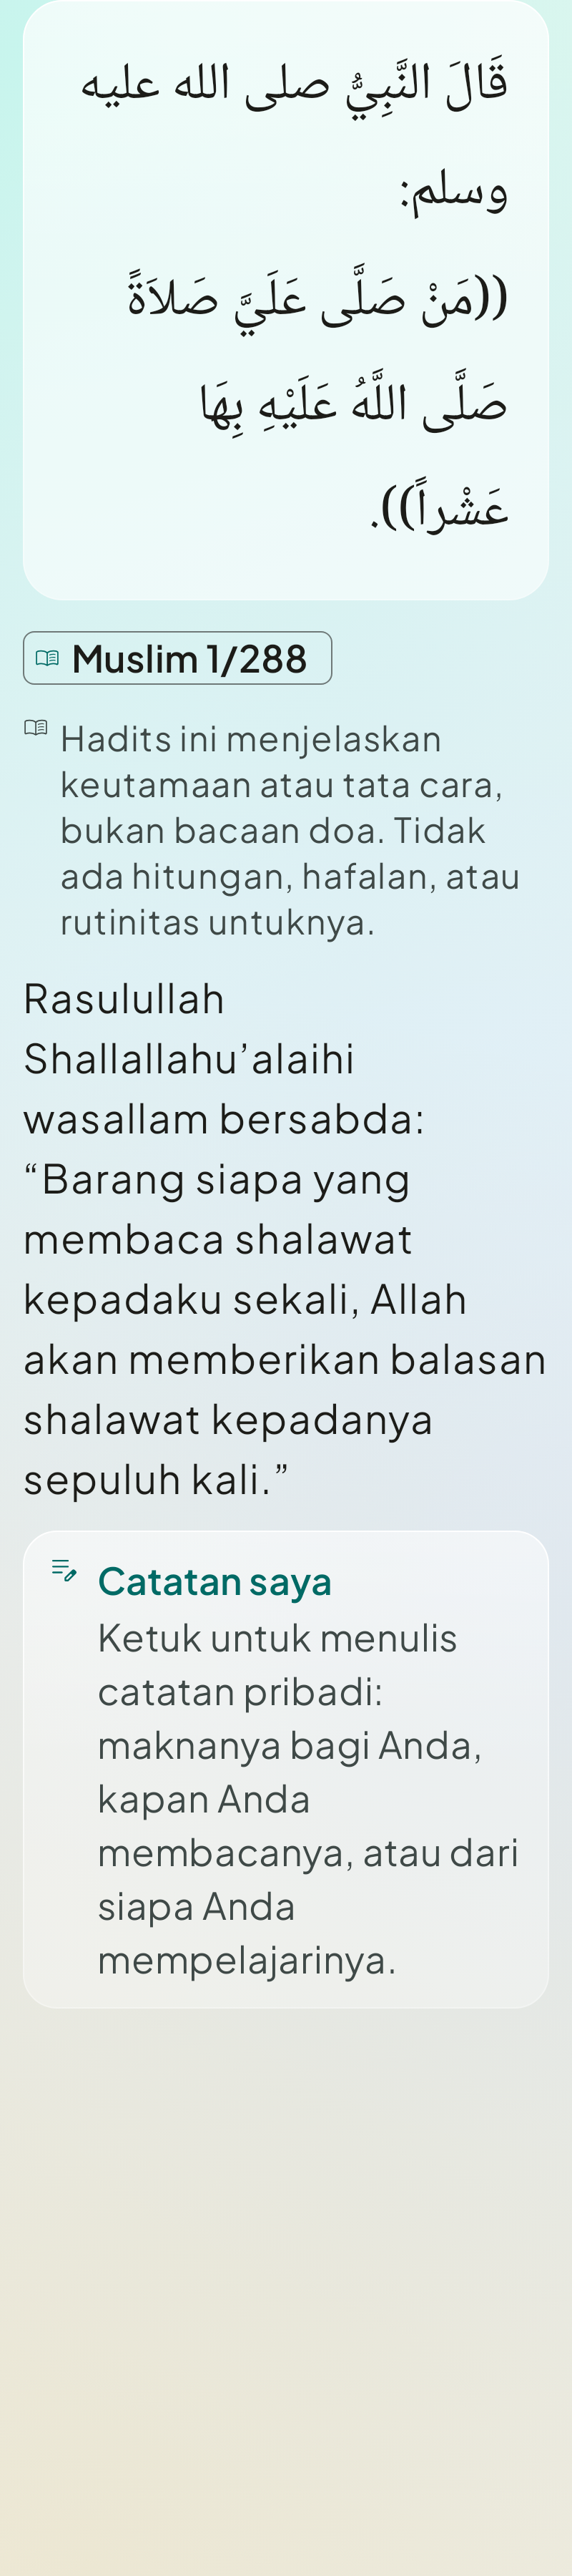 قَالَ النَّبِيُّ صلى الله عليه
وسلم:
((مَنْ صَلَّى عَلَيَّ صَلاَةً
صَلَّى اللَّهُ عَلَيْهِ بِهَا
عَشْراً)).
Muslim 1/288
Hadits ini menjelaskan
keutamaan atau tata cara,
bukan bacaan doa. Tidak
ada hitungan, hafalan, atau
rutinitas untuknya.
Rasulullah
Shallallahu’alaihi
wasallam bersabda:
“Barang siapa yang
membaca shalawat
kepadaku sekali, Allah
akan memberikan balasan
shalawat kepadanya
sepuluh kali.”
Catatan saya
Ketuk untuk menulis
catatan pribadi:
maknanya bagi Anda,
kapan Anda
membacanya, atau dari
siapa Anda
mempelajarinya.